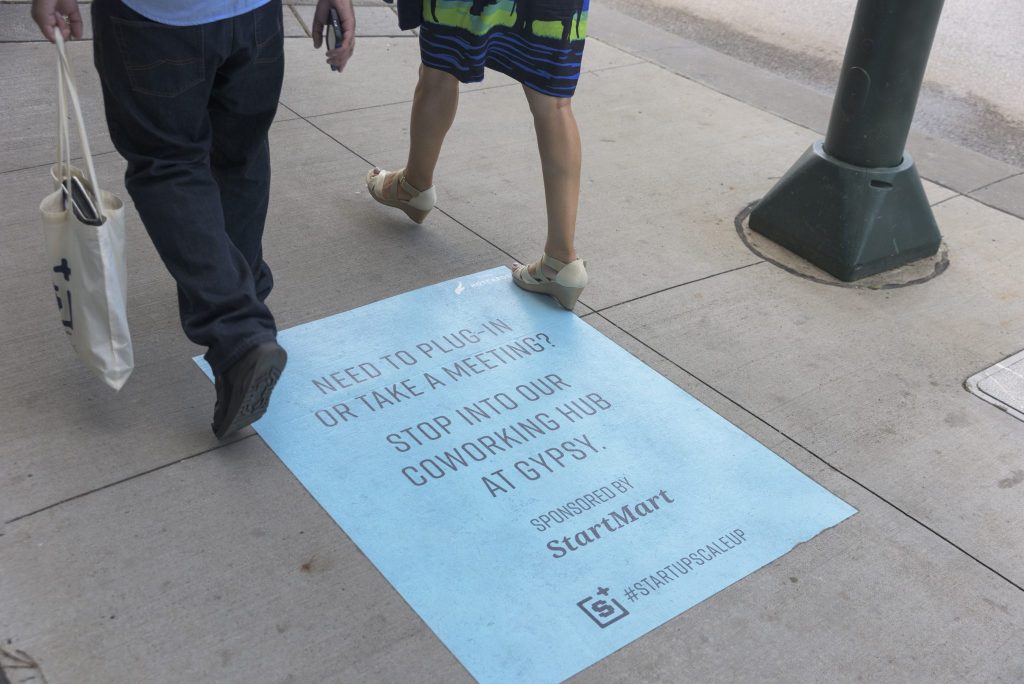 NEED TO PLUG-IN
OR TAKE A MEETING?
STOP INTO OUR
COWORKING HUB
AT GYPSY.
SPONSORED BY
StartMart
S+
#STARTUPSCALEUP